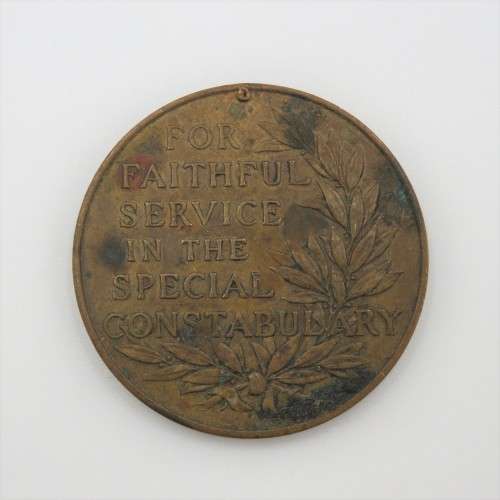 FOR
FAITHFUL
SERVICE
IN THE
SPECIAL
CONSTABULARY